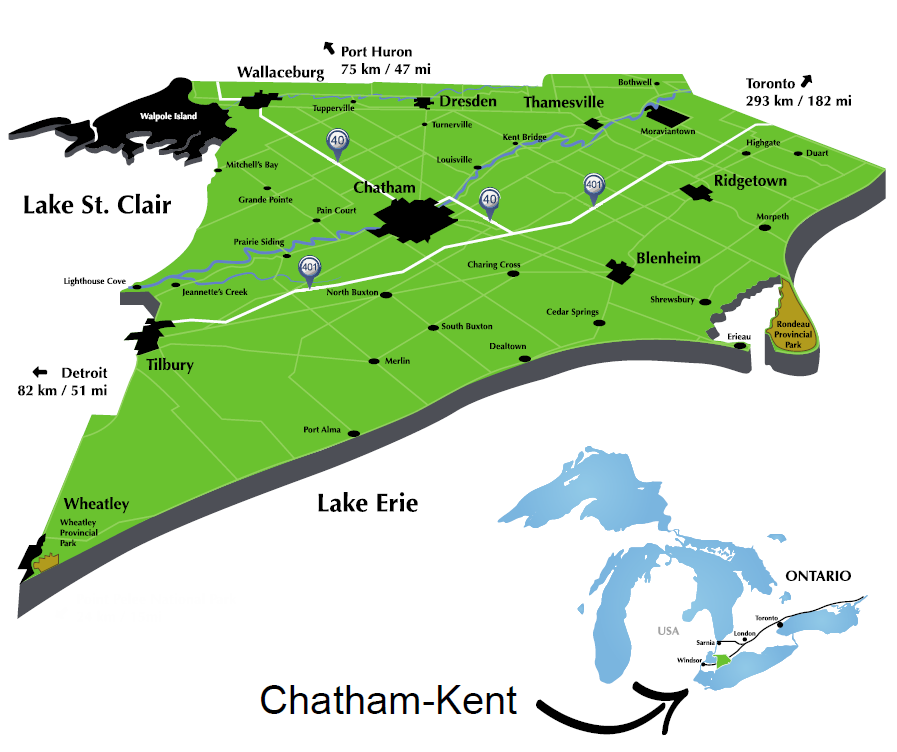 Port Huron
75 km / 47 mi
Wallaceburg
Bothwell
Toronto
293 km / 182 mi
Walpole Island
Tupperville
Dresden
Thamesville
Turnerville
Moraviantown
Kent Bridge
40
Highgate
Duart
Louisville
Mitchell's Bay
Chatham
Ridgetown
401
Grande Pointe
40
Lake St. Clair
Pain Court
Morpeth
Prairie Siding
Blenheim
401
Charing Cross
Lighthouse Cove
Jeannette's Creek
North Buxton
Shrewsbury
Cedar Springs
Rondeau
Provincial
Park
South Buxton
Erieau
Dealtown
Tilbury
Merlin
Detroit
82 km / 51 mi
Port Alma
Wheatley
Wheatley
Provincial
Park
Lake Erie
ONTARIO
Toronto
USA
London
Sarnia
Windsor
Chatham-Kent